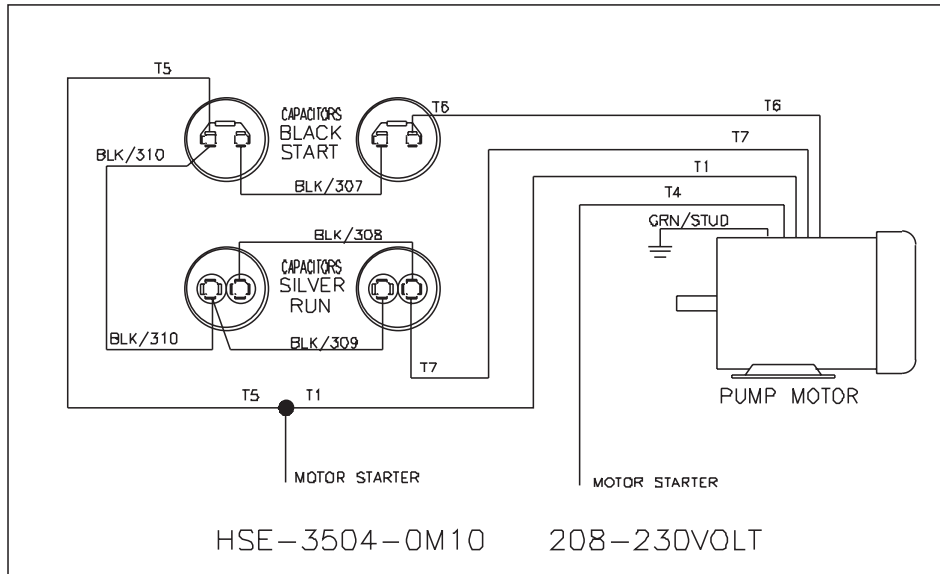 T5
CAPACITORS
BLACK
START
T6
T6
T7
BLK/310
T1
BLK/307
T4
GRN/STUD
BLK/308
CAPACITORS
SILVER
RUN
BLK/310
BLK/309
T7
T5
T1
PUMP MOTOR
MOTOR STARTER
MOTOR STARTER
HSE-3504-0M10
208-230VOLT